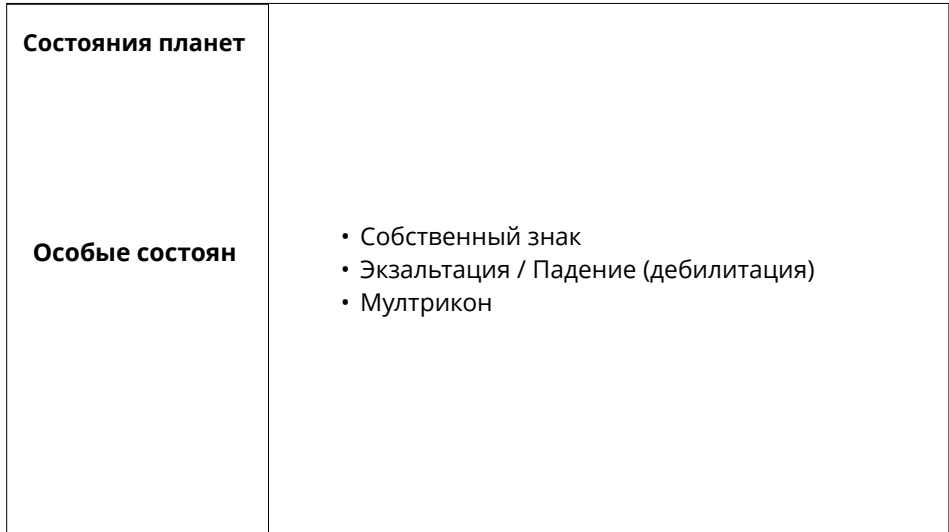 Состояния планет
Особые состоян
• Собственный знак
• Экзальтация / Падение (дебилитация)
• Мултрикон